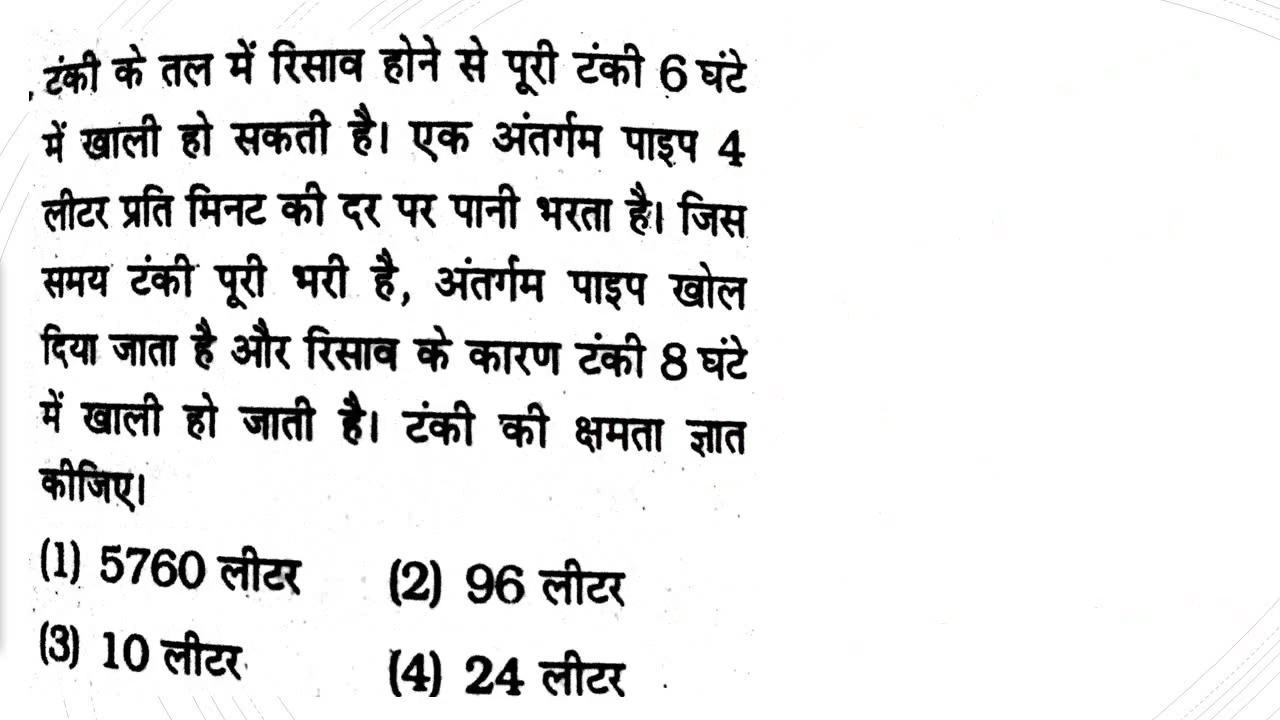 टंकी के तल में रिसाव होने से पूरी टंकी 6 घंटे
में खाली हो सकती है। एक अंतर्गम पाइप 4
लीटर प्रति मिनट की दर पर पानी भरता है। जिस
समय टंकी पूरी भरी है, अंतर्गम पाइप खोल
दिया जाता है और रिसाव के कारण टंकी 8 घंटे
में खाली हो जाती है। टंकी की क्षमता ज्ञात
कीजिए।
(1) 5760 लीटर (2) 96 लीटर
(3) 10 लीटर (4) 24 लीटर